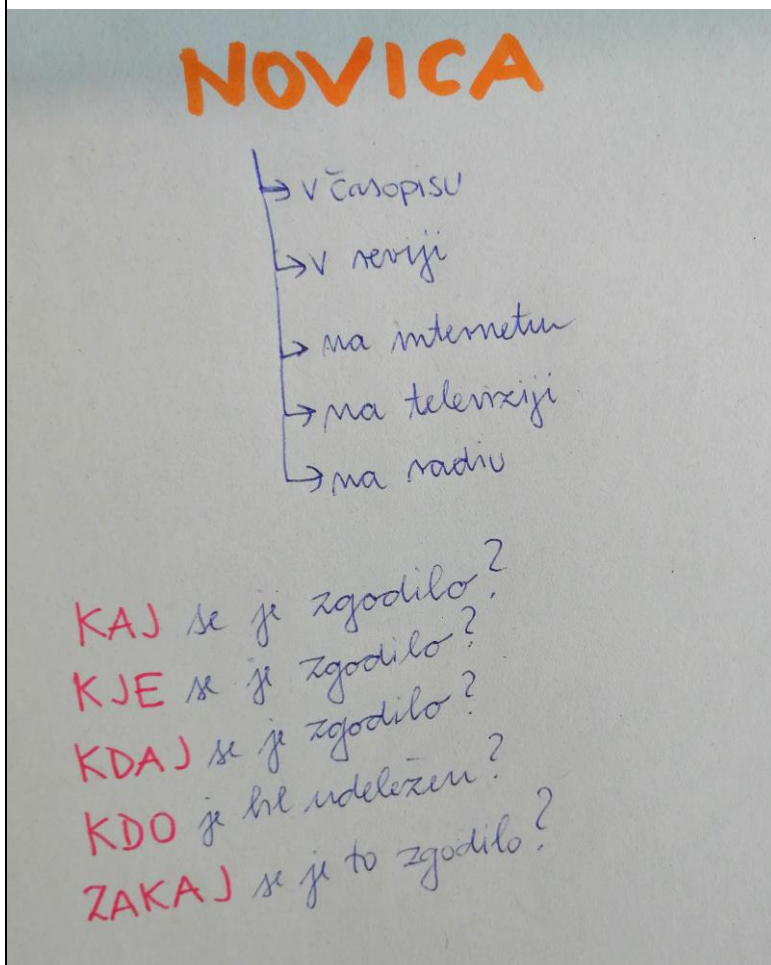 NOVICA
→ v časopisu
→ v reviji
→ na internetu
→ na televiziji
→ na radiu
KAJ se je zgodilo?
KJE se je zgodilo?
KDAJ se je zgodilo?
KDO je bil udeležen?
ZAKAJ se je to zgodilo?